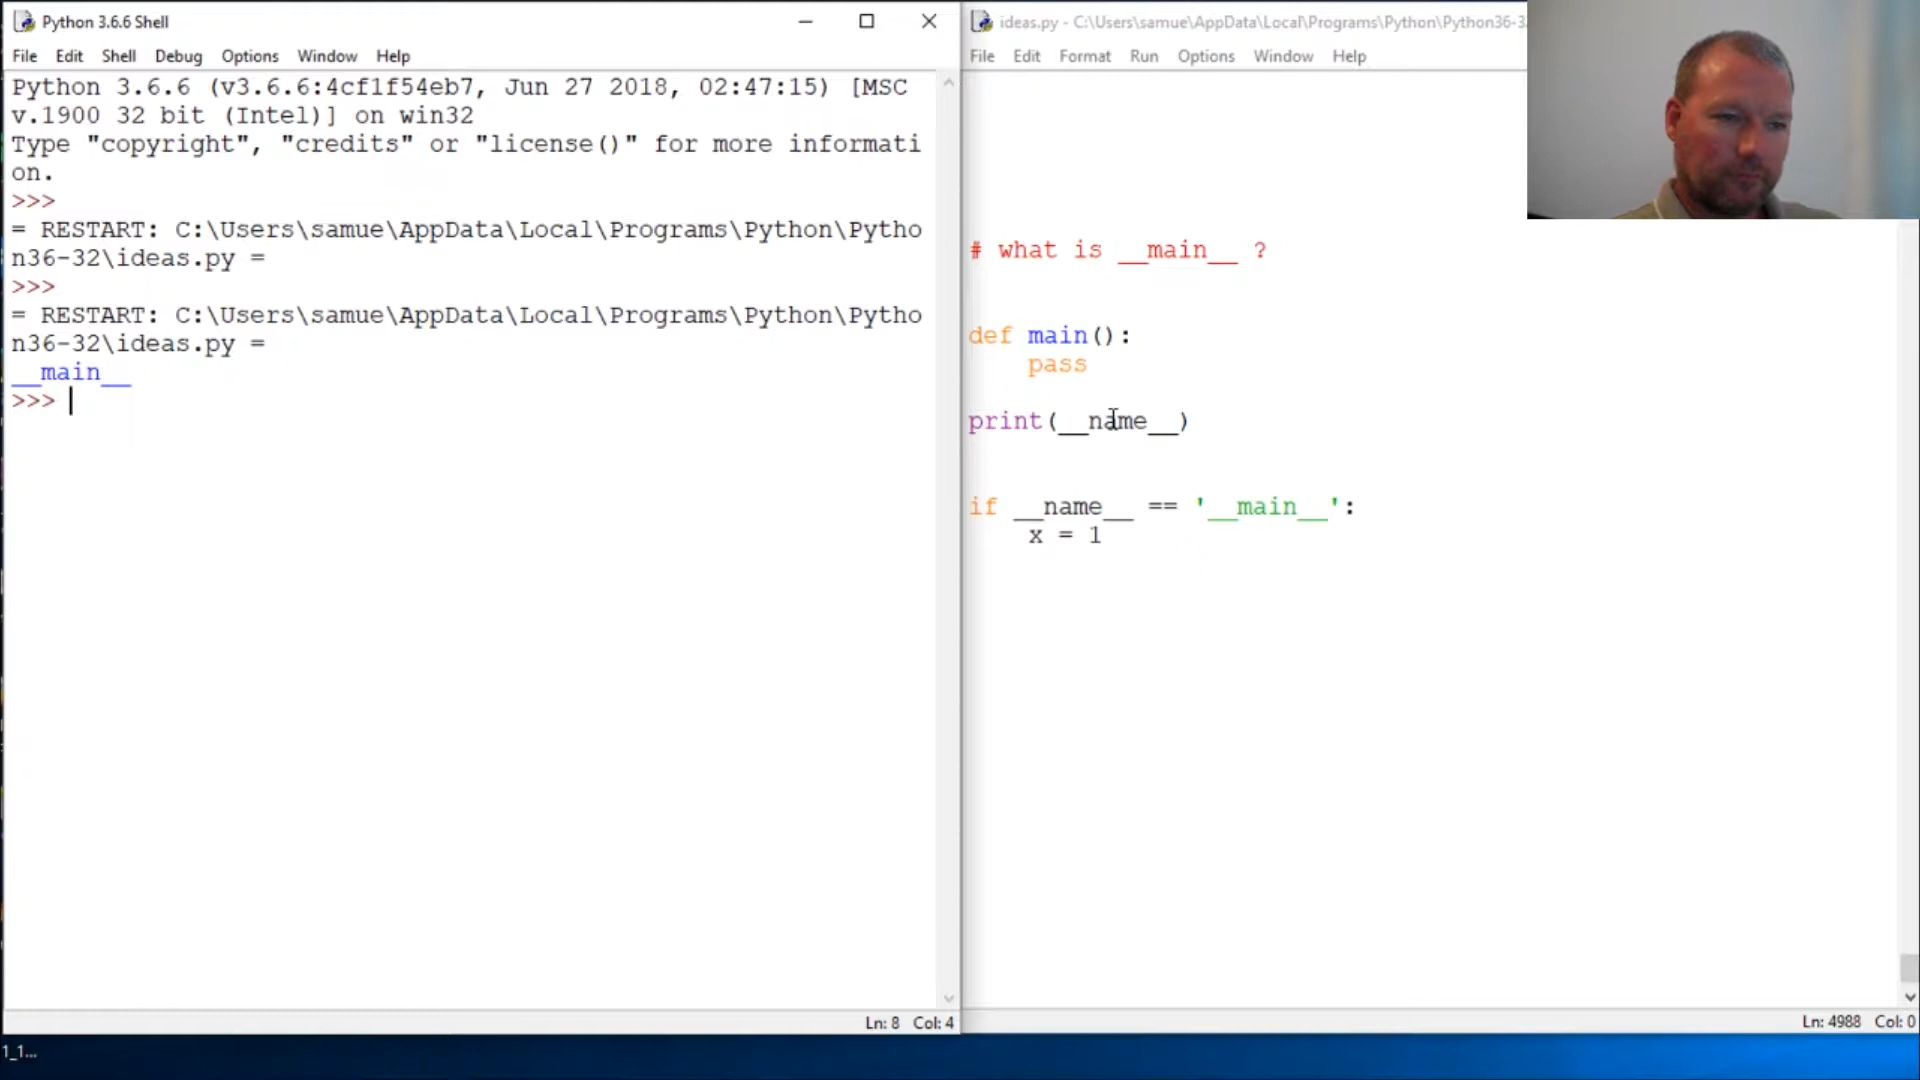 Python 3.6.6 Shell
File Edit Shell Debug Options Window Help
Python 3.6.6 (v3.6.6:4cf1f54eb7, Jun 27 2018, 02:47:15) [MSC
v.1900 32 bit (Intel)] on win32
Type "copyright", "credits" or "license()" for more informati
on.
>>>
= RESTART: C:\Users\samue\AppData\Local\Programs\Python\Pytho
n36-32\ideas.py =
>>>
= RESTART: C:\Users\samue\AppData\Local\Programs\Python\Pytho
n36-32\ideas.py =
__main__
>>>
Ln: 8 Col: 4
ideas.py - C:\Users\samue\AppData\Local\Programs\Python\Python36-3
File Edit Format Run Options Window Help
# what is __main__ ?
def main():
    pass
print(__name__)
if __name__ == '__main__':
    x = 1
Ln: 4988 Col: 0
1_1...